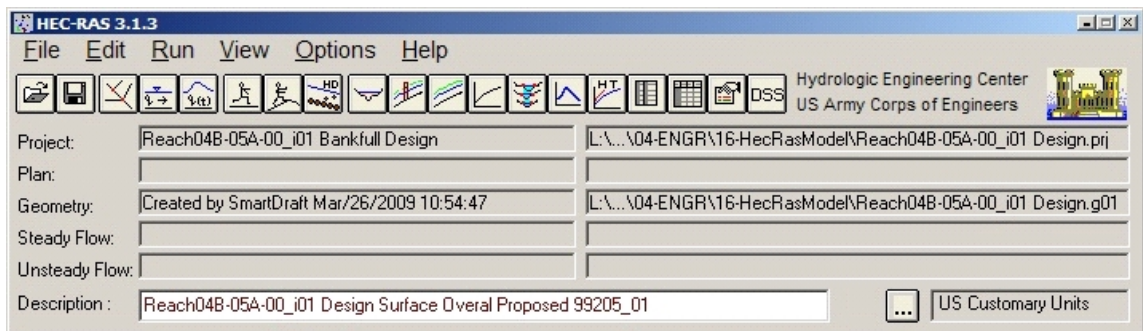 HEC-RAS 3.1.3
File Edit Run View Options Help
HD HT DSS
Hydrologic Engineering Center
US Army Corps of Engineers
Project: Reach04B-05A-00_i01 Bankfull Design L:\...\04-ENGR\16-HecRasModel\Reach04B-05A-00_i01 Design.prj
Plan:
Geometry: Created by SmartDraft Mar/26/2009 10:54:47 L:\...\04-ENGR\16-HecRasModel\Reach04B-05A-00_i01 Design.g01
Steady Flow:
Unsteady Flow:
Description : Reach04B-05A-00_i01 Design Surface Overal Proposed 99205_01 ... US Customary Units